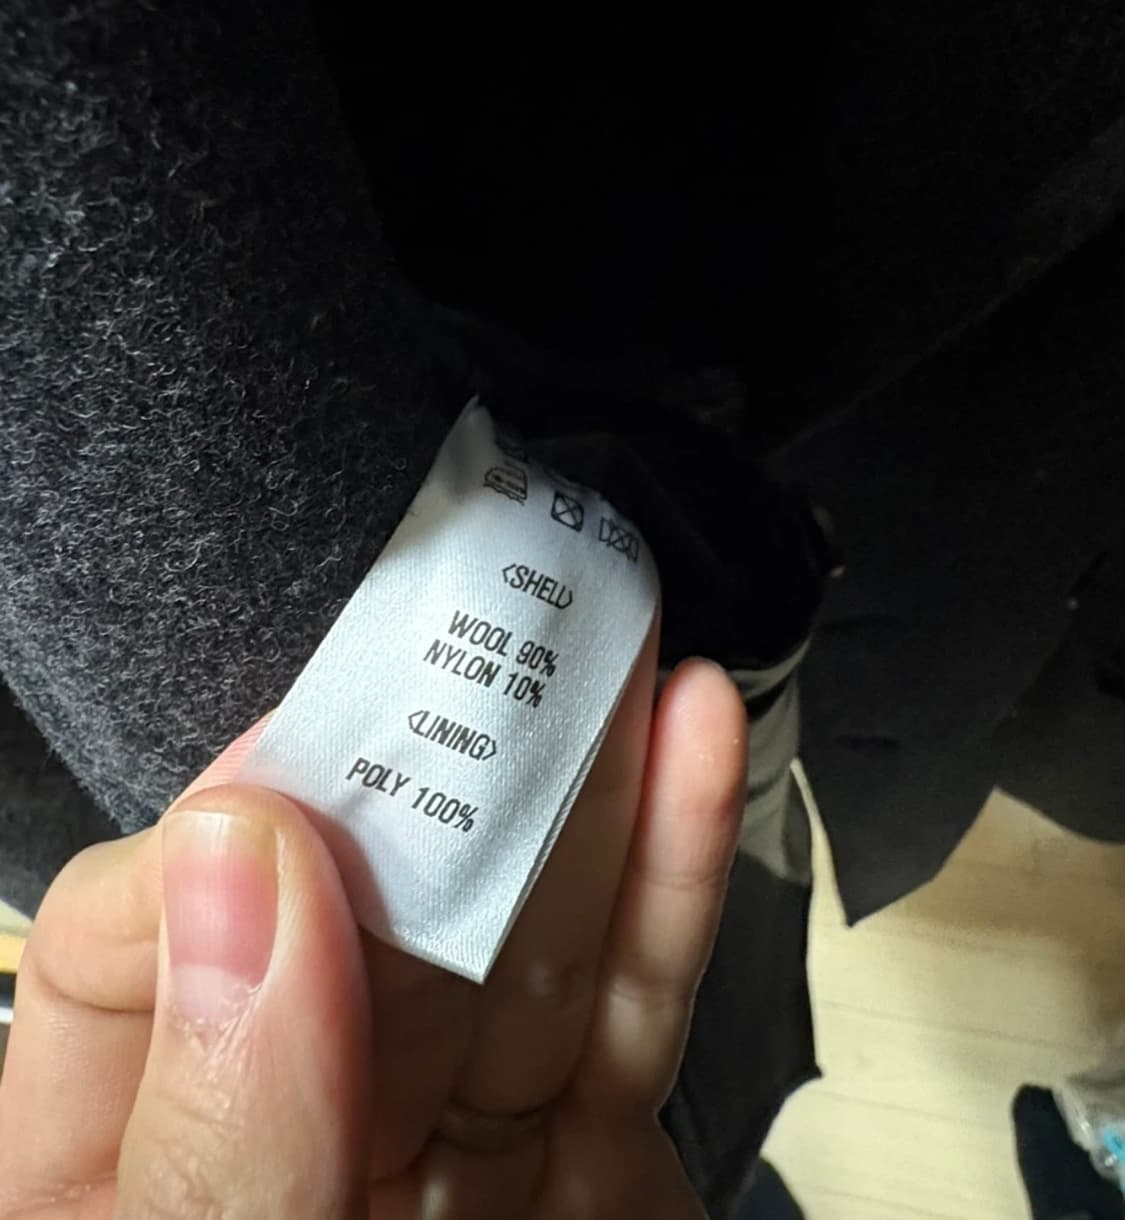 <SHELL>
WOOL 90%
NYLON 10%
<LINING>
POLY 100%